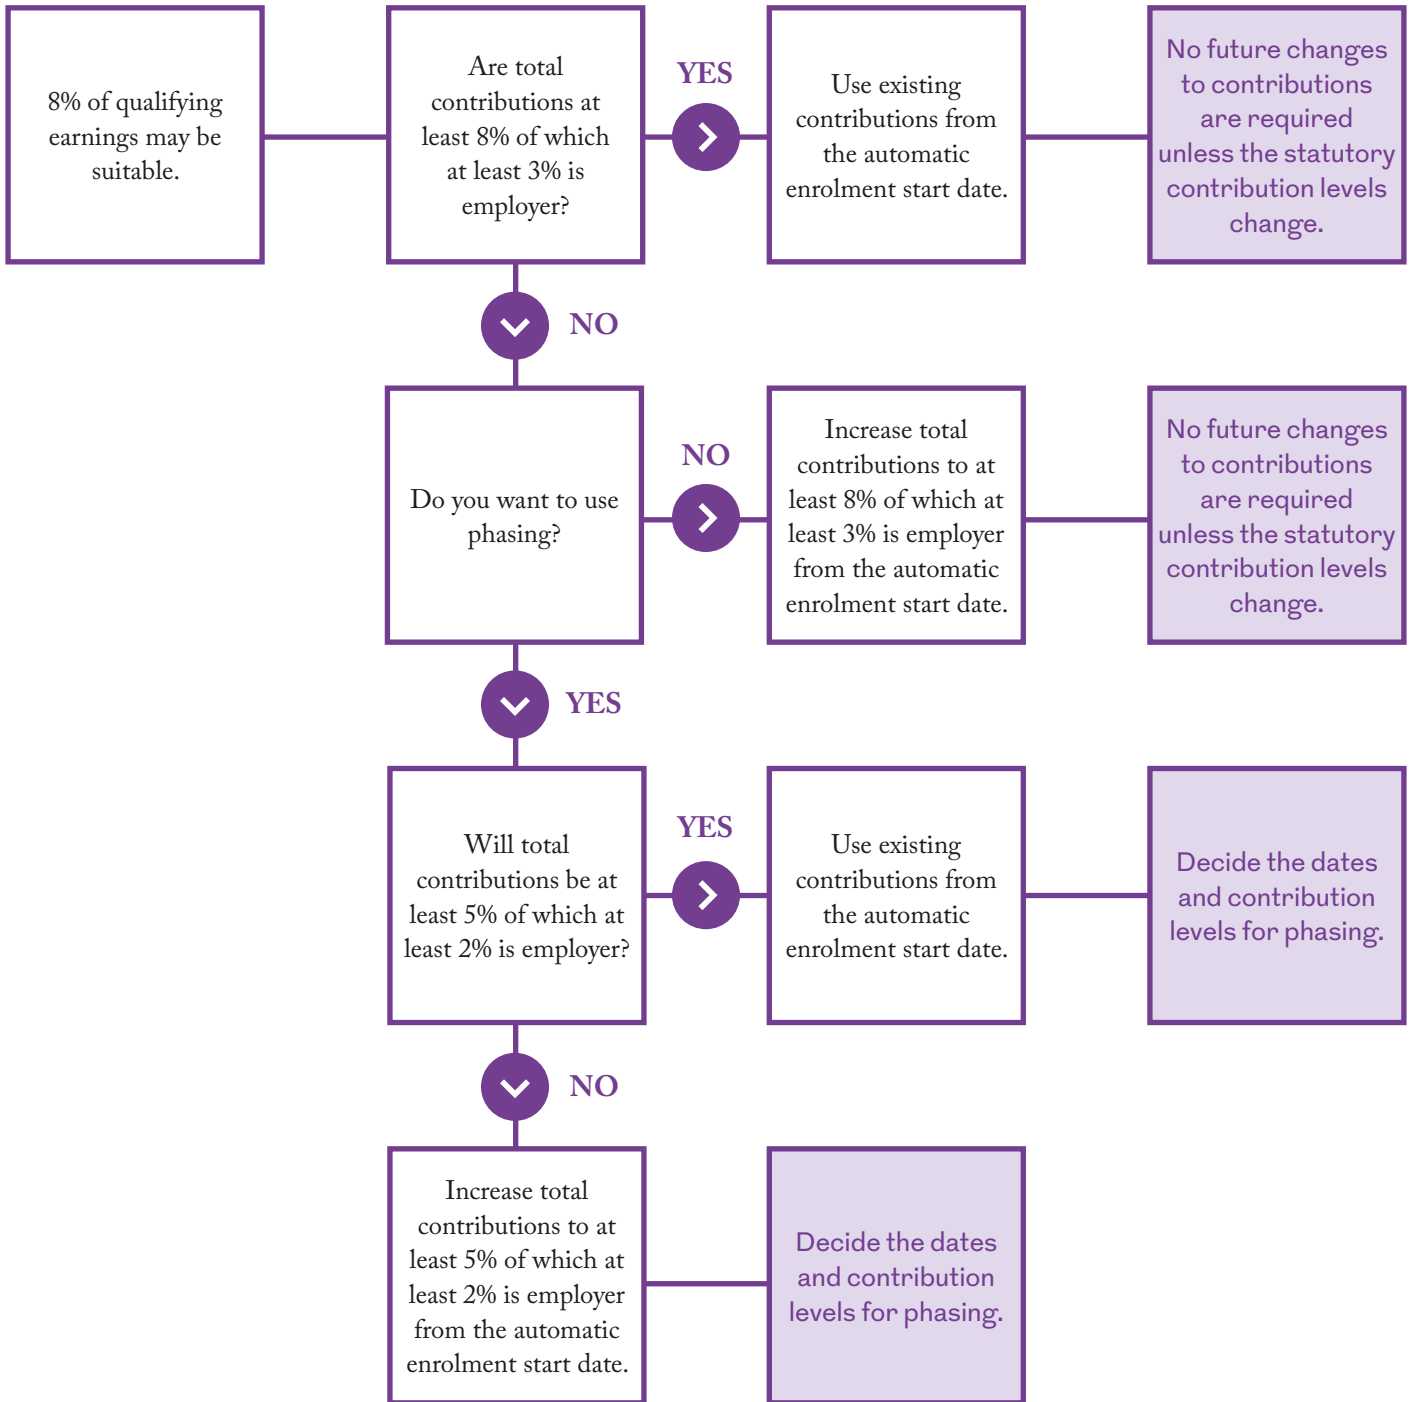 8% of qualifying
earnings may be
suitable.
Are total
contributions at
least 8% of which
at least 3% is
employer?
YES
Use existing
contributions from
the automatic
enrolment start date.
No future changes
to contributions
are required
unless the statutory
contribution levels
change.
NO
Do you want to use
phasing?
NO
Increase total
contributions to at
least 8% of which at
least 3% is employer
from the automatic
enrolment start date.
No future changes
to contributions
are required
unless the statutory
contribution levels
change.
YES
Will total
contributions be at
least 5% of which at
least 2% is employer?
YES
Use existing
contributions from
the automatic
enrolment start date.
Decide the dates
and contribution
levels for phasing.
NO
Increase total
contributions to at
least 5% of which at
least 2% is employer
from the automatic
enrolment start date.
Decide the dates
and contribution
levels for phasing.